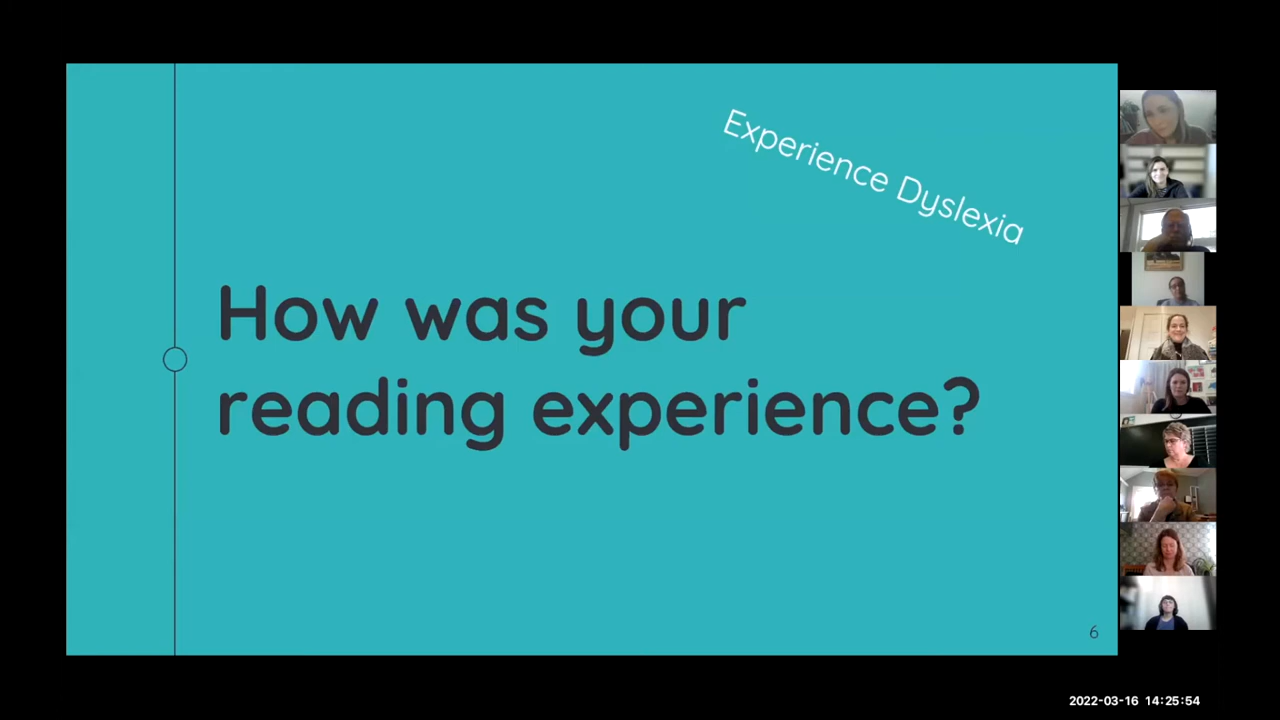 Experience Dyslexia
How was your
reading experience?
6
2022-03-16 14:25:54